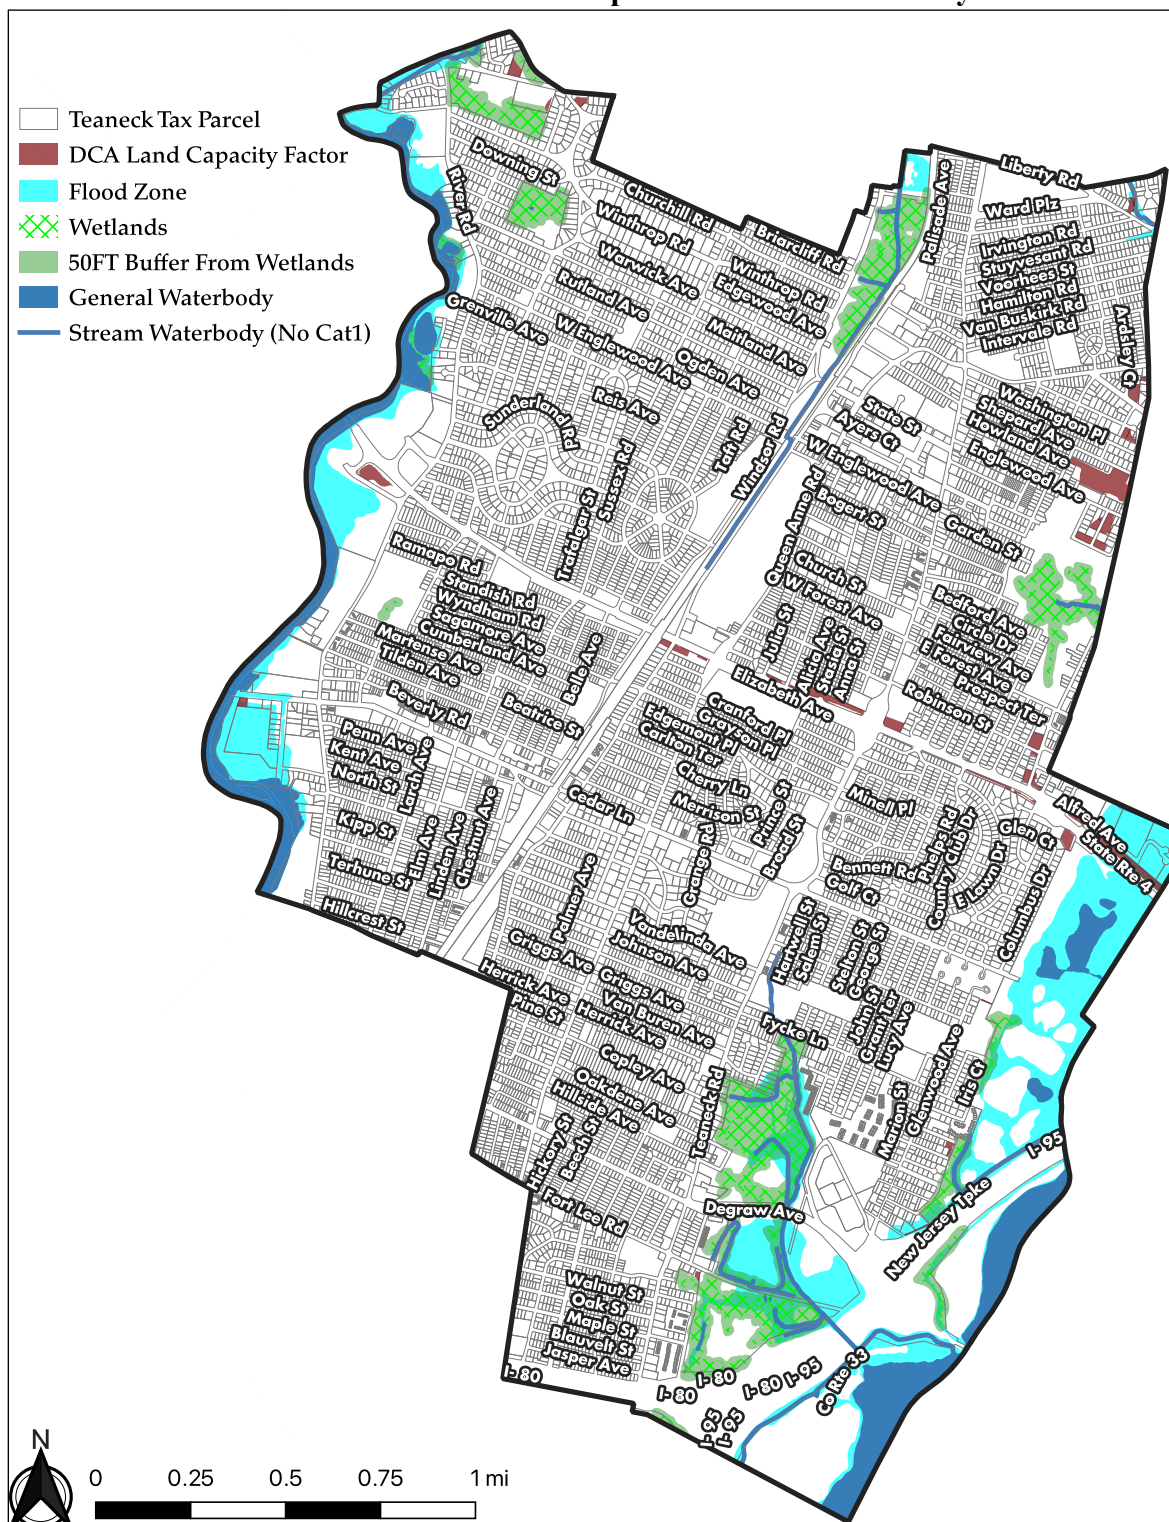 Teaneck Tax Parcel
DCA Land Capacity Factor
Flood Zone
Wetlands
50FT Buffer From Wetlands
General Waterbody
Stream Waterbody (No Cat1)
Downing St
River Rd
Churchill Rd
Winthrop Rd
Briarcliff Rd
Warwick Ave
Winthrop Rd
Edgewood Ave
Rutland Ave
Grenville Ave
W Englewood Ave
Maitland Ave
Ogden Ave
Reis Ave
Sunderland Rd
Sussex Rd
Trafalgar St
Taft Rd
Windsor Rd
Palisade Ave
Liberty Rd
Ward Plz
Irvington Rd
Stuyvesant Rd
Voorhees St
Hamilton Rd
Van Buskirk Rd
Intervale Rd
Ardsley Ct
Washington Pl
Shepard Ave
Howland Ave
Englewood Ave
State St
Ayers Ct
W Englewood Ave
Bogert St
Queen Anne Rd
Garden St
Church St
W Forest Ave
Julia St
Alicia Ave
Stasia St
Anna St
Bedford Ave
Circle Dr
Fairview Ave
E Forest Ave
Prospect Ter
Robinson St
Elizabeth Ave
Ramapo Rd
Standish Rd
Wyndham Rd
Sagamore Ave
Cumberland Ave
Martense Ave
Tilden Ave
Belle Ave
Beverly Rd
Beatrice St
Penn Ave
Kent Ave
North St
Larch Ave
Kipp St
Elm Ave
Linden Ave
Chestnut Ave
Terhune St
Hillcrest St
Cranford Pl
Grayson Pl
Edgemont Pl
Carlton Ter
Cherry Ln
Merrison St
Prince St
Broad St
Grange Rd
Cedar Ln
Palmer Ave
Minell Pl
Phelps Rd
Country Club Dr
E Lawn Dr
Glen Ct
Alfred Ave
State Rte 4
Bennett Rd
Golf Ct
Columbus Dr
Vandelinda Ave
Johnson Ave
Hartwell St
Salem St
Selton St
George St
Griggs Ave
Griggs Ave
Herrick Ave
Pine St
Van Buren Ave
Herrick Ave
Fycke Ln
John St
Grant Ter
Lucy Ave
Copley Ave
Oakdene Ave
Hillside Ave
Teaneck Rd
Glenwood Ave
Marion St
Iris Ct
I- 95
Hickory St
Beech St
Fort Lee Rd
Degraw Ave
New Jersey Tpke
Walnut St
Oak St
Maple St
Blauvelt St
Jasper Ave
I- 80
I- 80
I- 80
I- 80
I- 95
Co Rte 33
I- 95
I- 95
N
0 0.25 0.5 0.75 1 mi